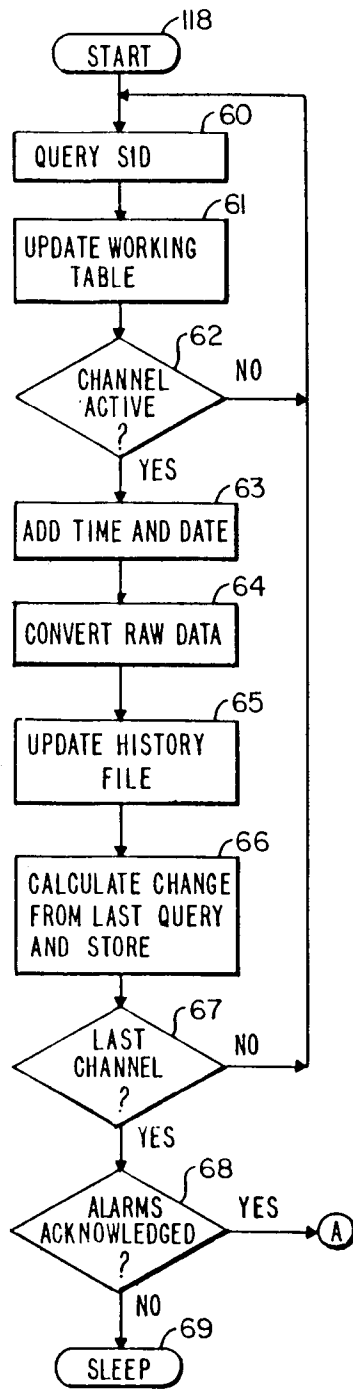 118
START
60
QUERY SID
61
UPDATE WORKING
TABLE
62
CHANNEL
ACTIVE
?
NO
YES
63
ADD TIME AND DATE
64
CONVERT RAW DATA
65
UPDATE HISTORY
FILE
66
CALCULATE CHANGE
FROM LAST QUERY
AND STORE
67
LAST
CHANNEL
?
NO
YES
68
ALARMS
ACKNOWLEDGED
?
YES
A
NO
69
SLEEP